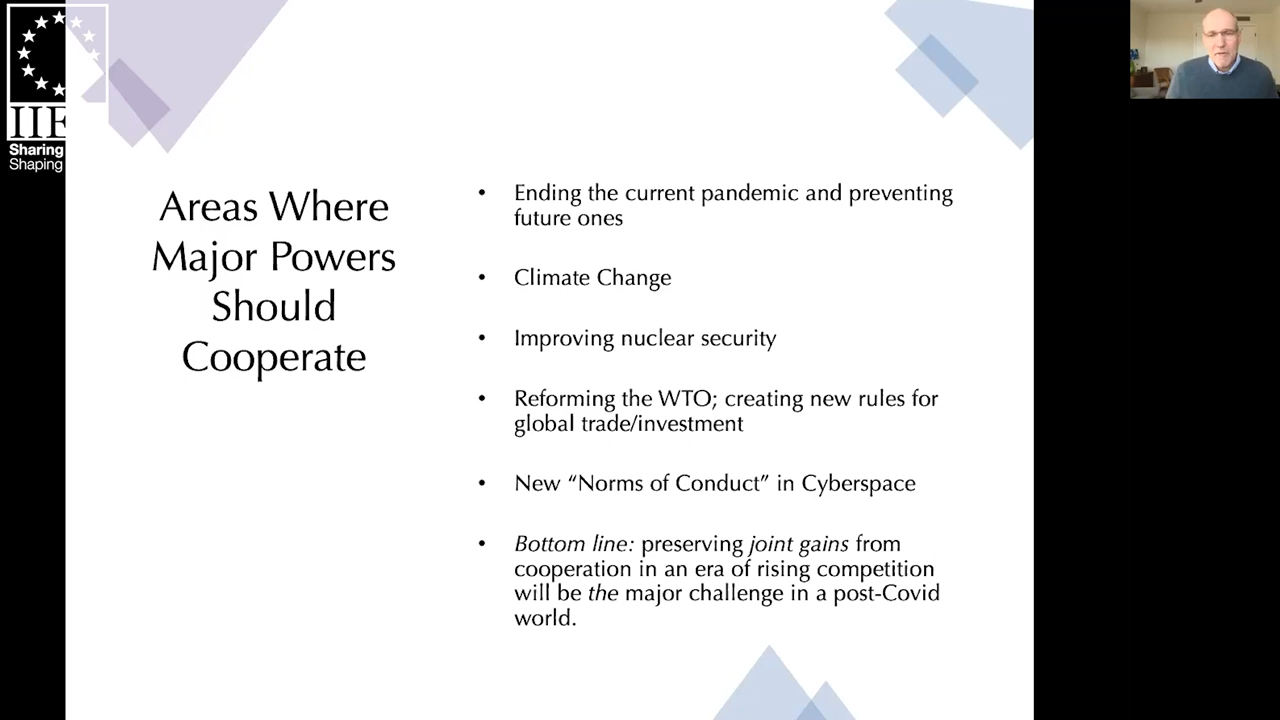 IIE
Sharing
Shaping
Areas Where
Major Powers
Should
Cooperate
• Ending the current pandemic and preventing
future ones
• Climate Change
• Improving nuclear security
• Reforming the WTO; creating new rules for
global trade/investment
• New “Norms of Conduct” in Cyberspace
• Bottom line: preserving joint gains from
cooperation in an era of rising competition
will be the major challenge in a post-Covid
world.